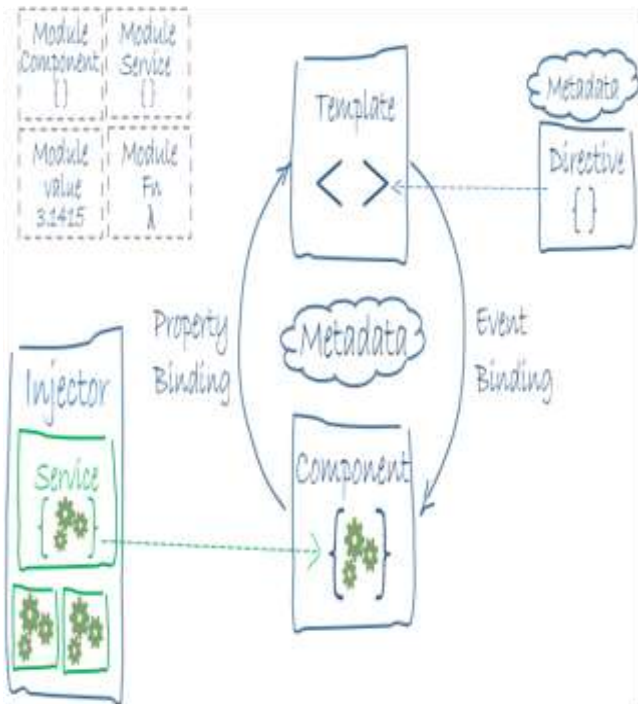 Module
Component
{ }
Module
Service
{ }
Module
value
3.1415
Module
Fn
λ
Template
< >
Metadata
Directive
{ }
Property
Binding
Metadata
Event
Binding
Injector
Service
{ }
Component
{ }